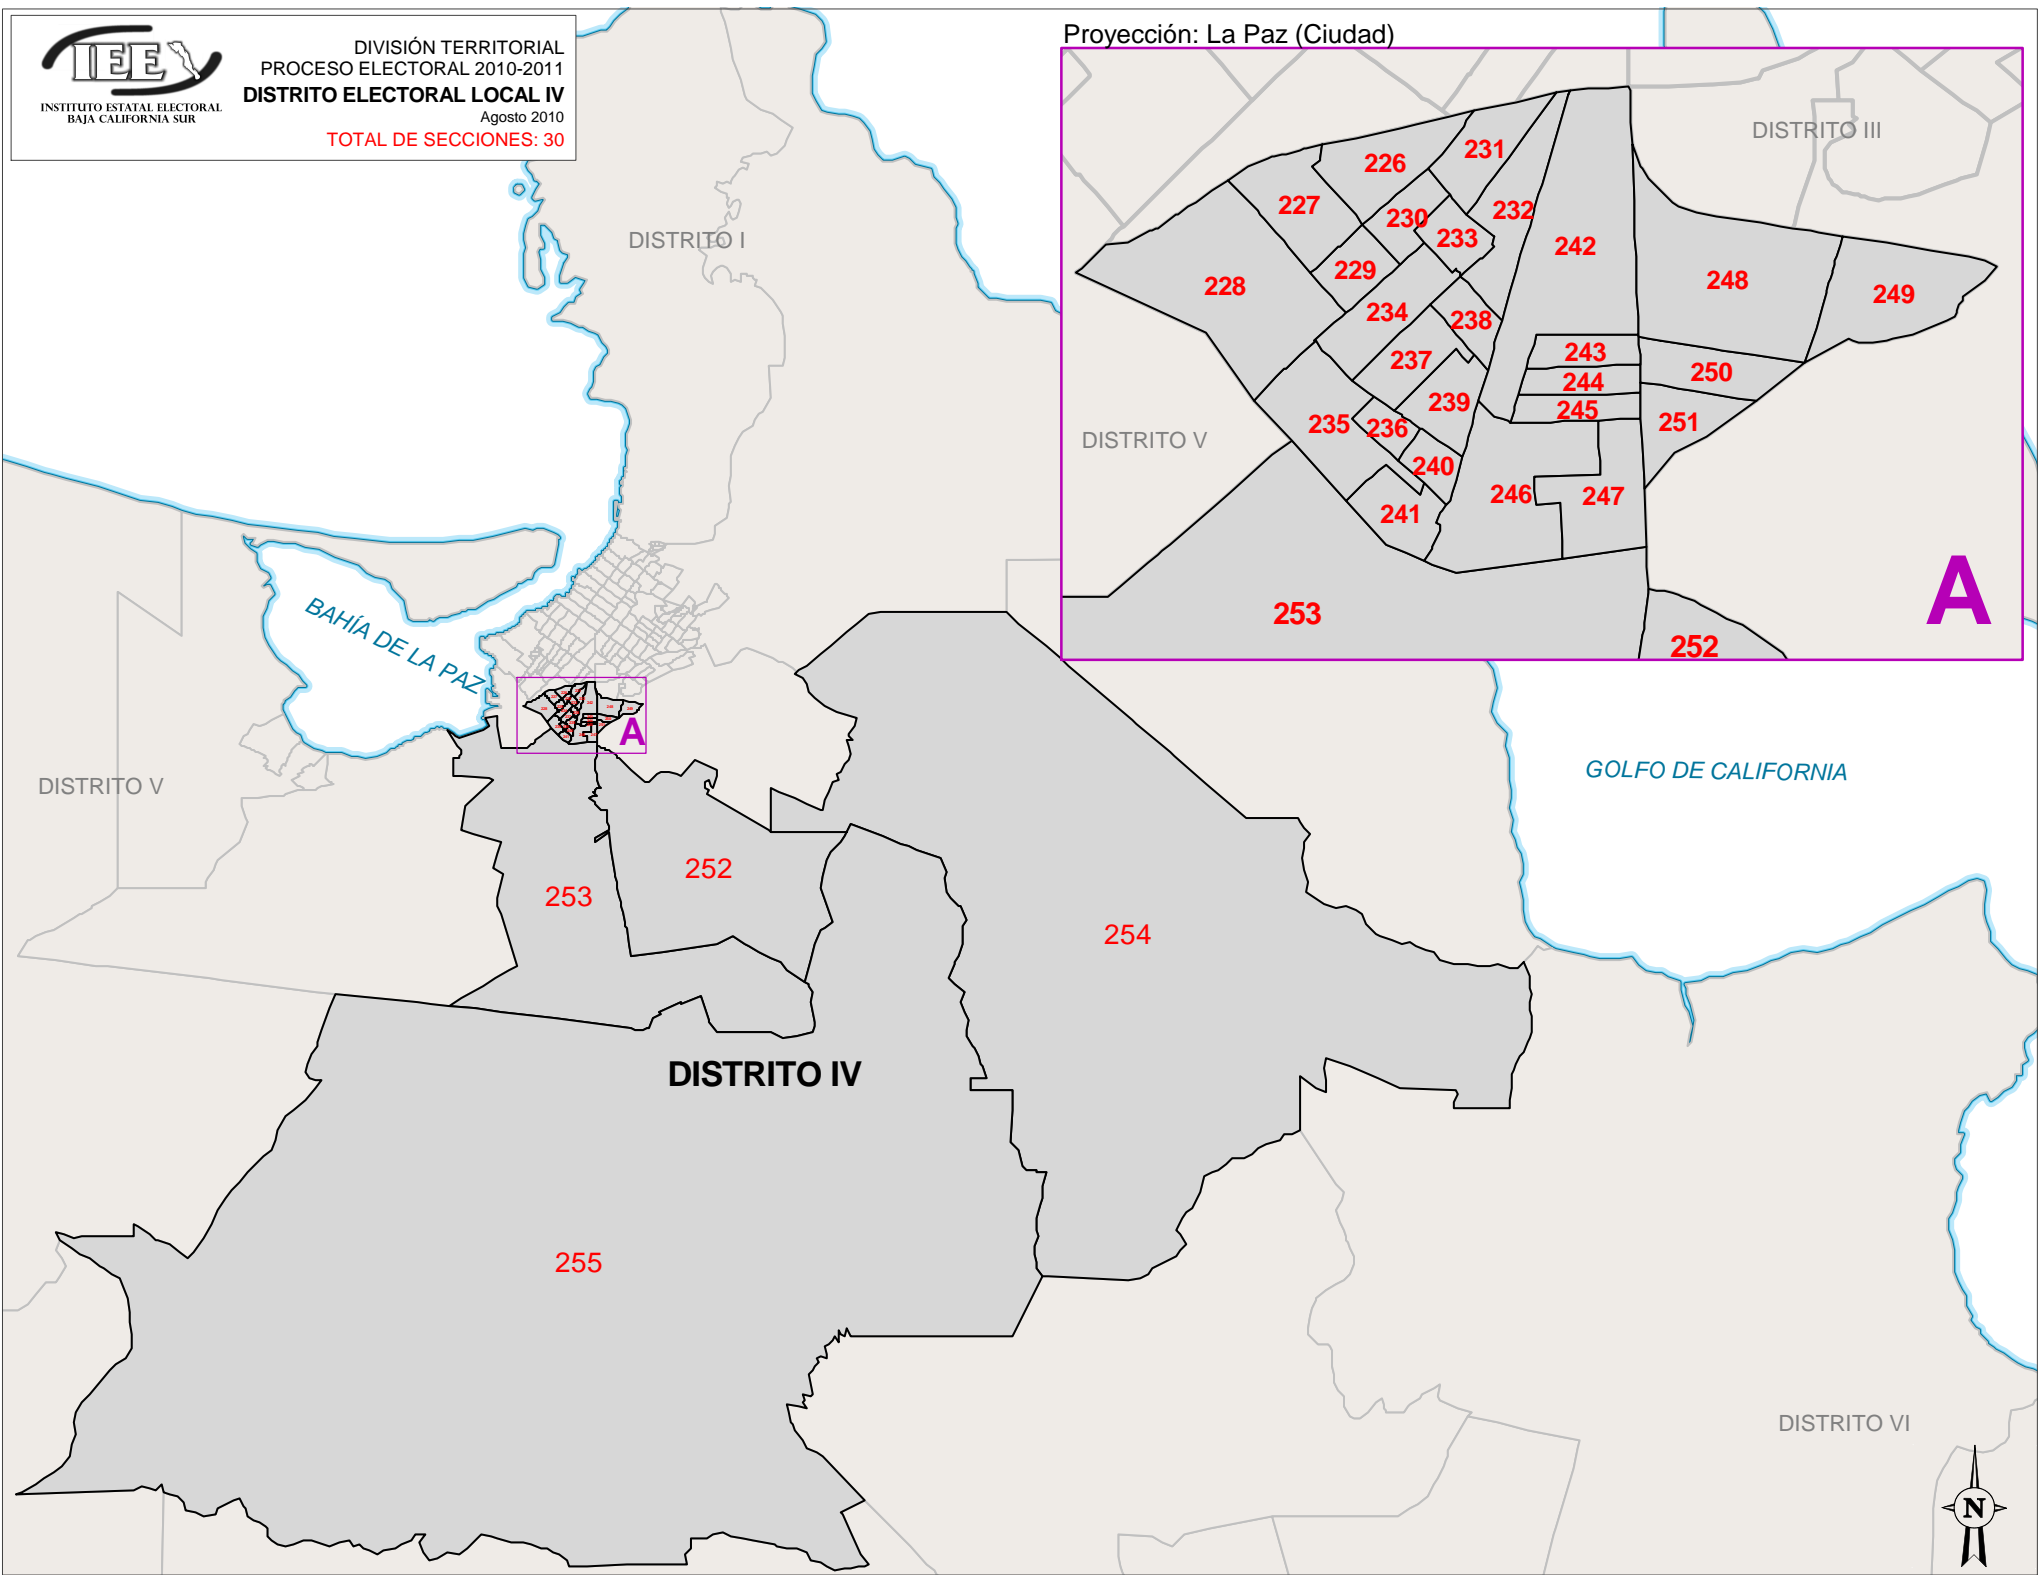 IEE
INSTITUTO ESTATAL ELECTORAL
BAJA CALIFORNIA SUR
DIVISIÓN TERRITORIAL
PROCESO ELECTORAL 2010-2011
DISTRITO ELECTORAL LOCAL IV
Agosto 2010
TOTAL DE SECCIONES: 30
Proyección: La Paz (Ciudad)
DISTRITO III
231
226
227
230
232
233
242
229
228
248
249
234
238
243
237
250
244
239
245
235
236
251
DISTRITO V
240
246
247
241
253
252
A
DISTRITO I
BAHÍA DE LA PAZ
A
DISTRITO V
GOLFO DE CALIFORNIA
252
253
254
DISTRITO IV
255
DISTRITO VI
N